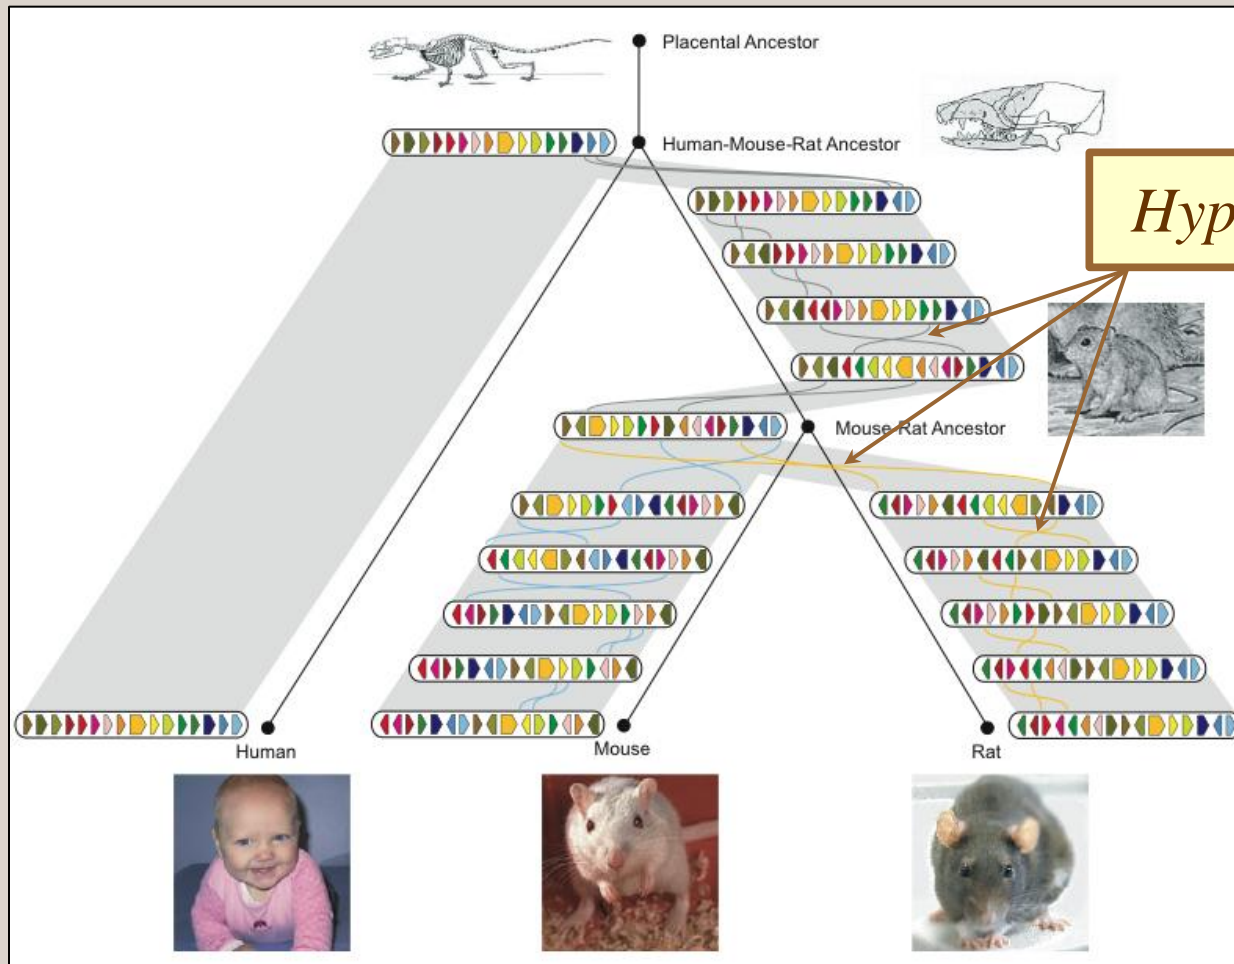 Placental Ancestor
Human-Mouse-Rat Ancestor
Hyp
Mouse-Rat Ancestor
Human
Mouse
Rat